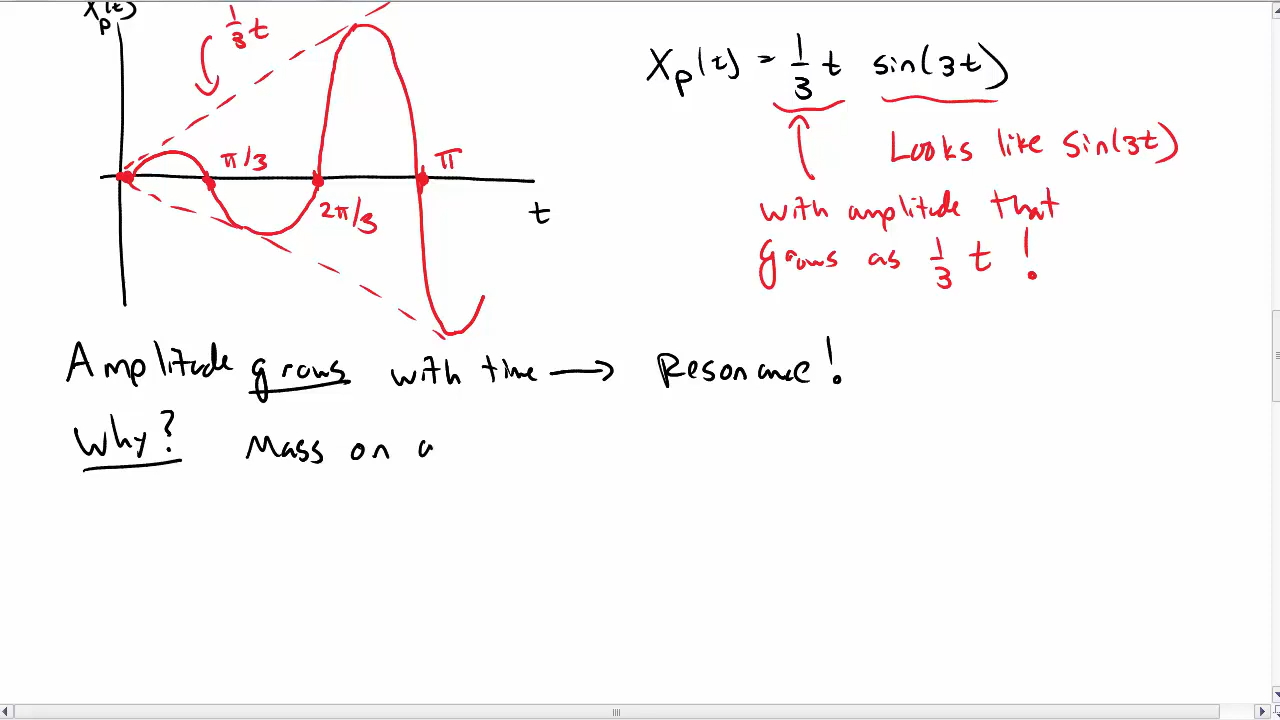 Xp(t)
1/3 t
π/3
2π/3
π
t
Xp(t) = 1/3 t sin(3t)
Looks like sin(3t)
with amplitude that
grows as 1/3 t !
Amplitude grows with time → Resonance!
Why? Mass on a